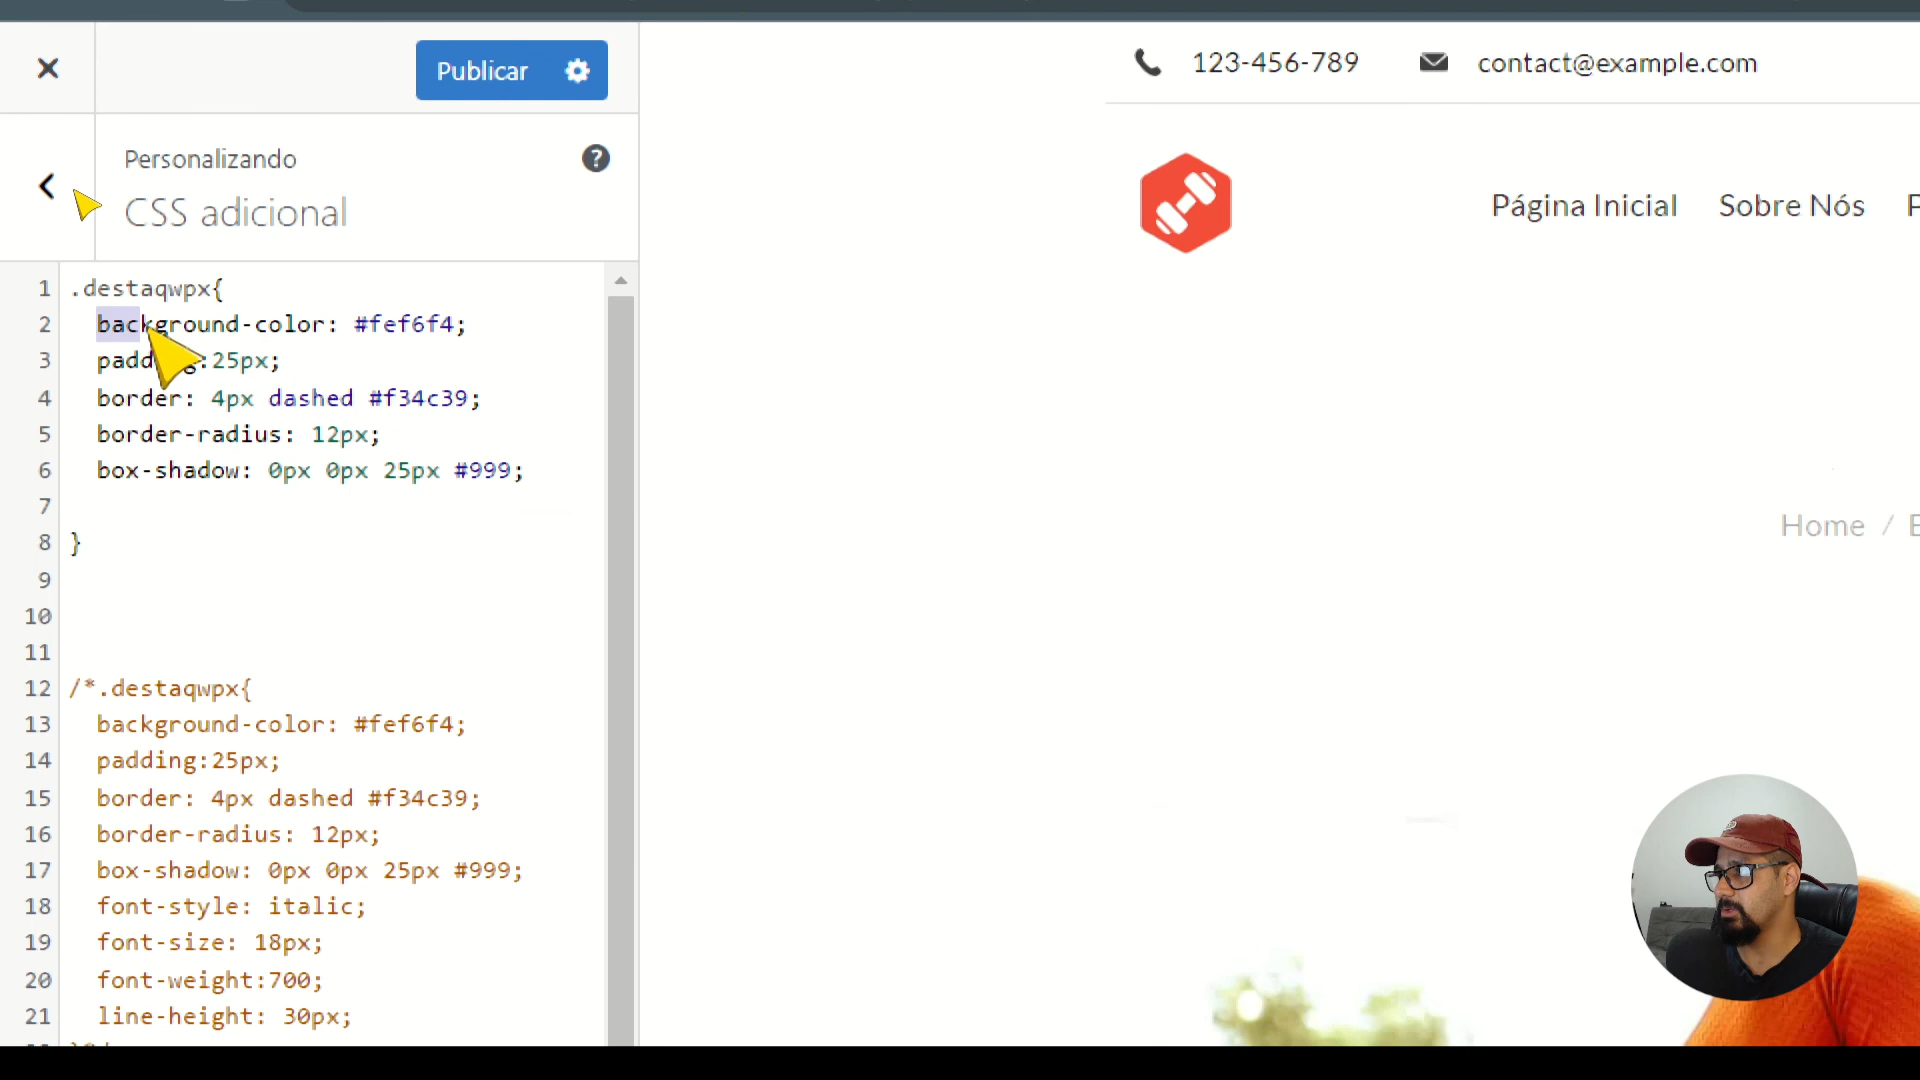 Publicar
Personalizando
CSS adicional
1 .destaqwpx{
2 background-color: #fef6f4;
3 padding:25px;
4 border: 4px dashed #f34c39;
5 border-radius: 12px;
6 box-shadow: 0px 0px 25px #999;
7
8 }
9
10
11
12 /*.destaqwpx{
13 background-color: #fef6f4;
14 padding:25px;
15 border: 4px dashed #f34c39;
16 border-radius: 12px;
17 box-shadow: 0px 0px 25px #999;
18 font-style: italic;
19 font-size: 18px;
20 font-weight:700;
21 line-height: 30px;
123-456-789 contact@example.com
Página Inicial Sobre Nós
Home /